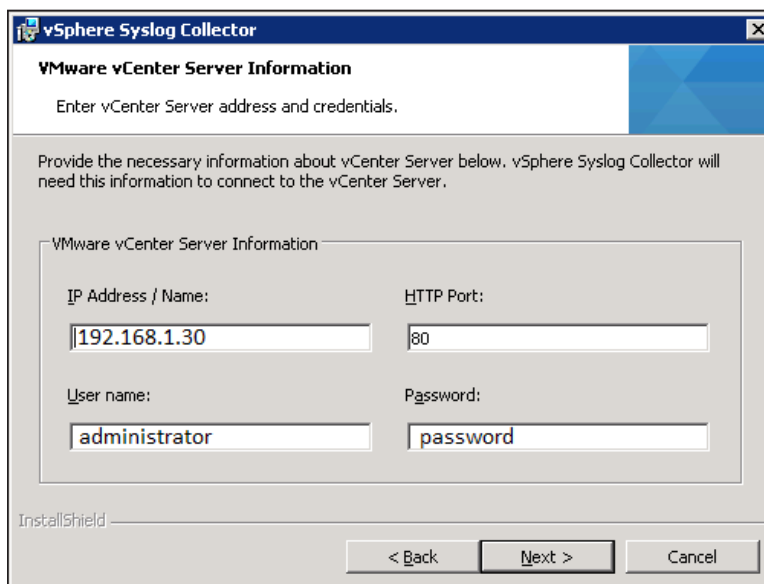 vSphere Syslog Collector
VMware vCenter Server Information
Enter vCenter Server address and credentials.
Provide the necessary information about vCenter Server below. vSphere Syslog Collector will
need this information to connect to the vCenter Server.
VMware vCenter Server Information
IP Address / Name:
HTTP Port:
192.168.1.30
80
User name:
Password:
administrator
password
InstallShield
< Back
Next >
Cancel